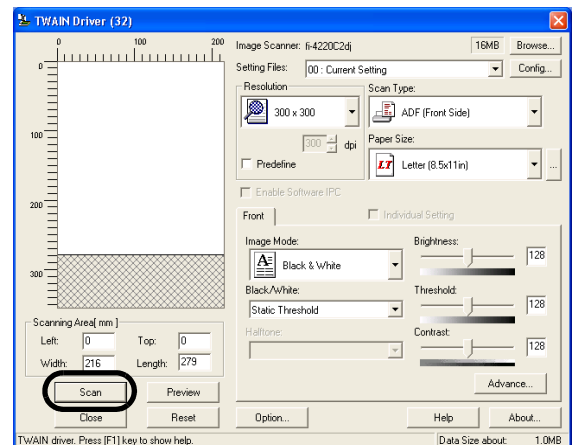 TWAIN Driver (32)
0 100 200
0
100
200
300
Image Scanner: fi-4220C2dj 16MB Browse...
Setting Files: 00 : Current Setting Config...
Resolution
300 x 300
300 dpi
Predefine
Scan Type:
ADF (Front Side)
Paper Size:
LT Letter (8.5x11in) ...
Enable Software IPC
Front Individual Setting
Image Mode:
Black & White
Black/White:
Static Threshold
Halftone:
Brightness:
128
Threshold:
128
Contrast:
128
Advance...
Scanning Area[ mm ]
Left: 0 Top: 0
Width: 216 Length: 279
Scan Preview
Close Reset
Option... Help About...
TWAIN driver. Press [F1] key to show help. Data Size about: 1.0MB